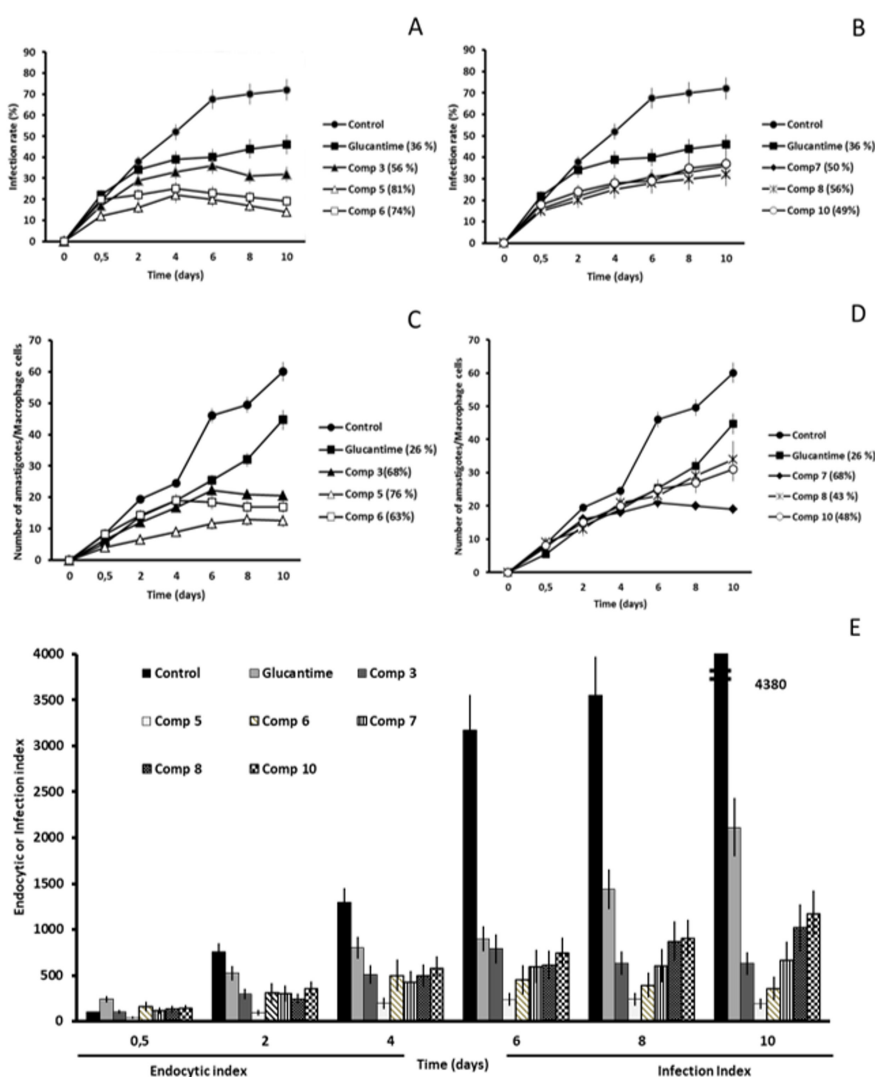 A
90
80
70
60
50
40
30
20
10
0
Infection rate (%)
0 0,5 2 4 6 8 10
Time (days)
Control
Glucantime (36 %)
Comp 3 (56 %)
Comp 5 (81%)
Comp 6 (74%)
B
90
80
70
60
50
40
30
20
10
0
Infection rate (%)
0 0,5 2 4 6 8 10
Time (days)
Control
Glucantime (36 %)
Comp7 (50 %)
Comp 8 (56%)
Comp 10 (49%)
C
70
60
50
40
30
20
10
0
Number of amastigotes/Macrophage cells
0 0,5 2 4 6 8 10
Time (days)
Control
Glucantime (26 %)
Comp 3(68%)
Comp 5 (76 %)
Comp 6 (63%)
D
70
60
50
40
30
20
10
0
Number of amastigotes/Macrophage cells
0 0,5 2 4 6 8 10
Time (days)
Control
Glucantime (26 %)
Comp 7 (68%)
Comp 8 (43 %)
Comp 10 (48%)
E
4000
3500
3000
2500
2000
1500
1000
500
0
Endocytic or Infection index
Control Glucantime Comp 3
Comp 5 Comp 6 Comp 7
Comp 8 Comp 10
4380
0,5 2 4 6 8 10
Endocytic index Time (days) Infection Index